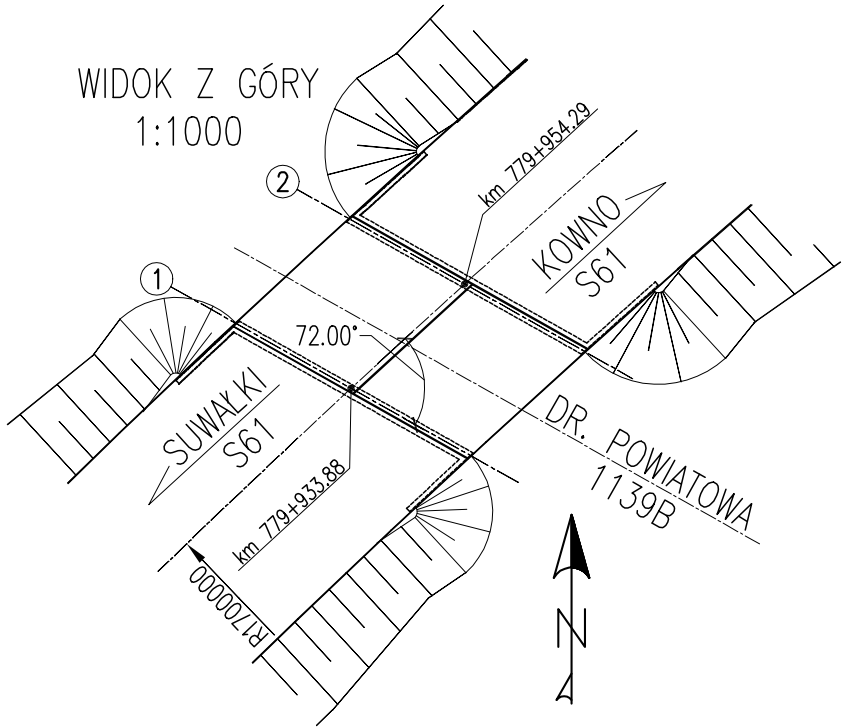 WIDOK Z GÓRY
1:1000
2
km 779+954.29
KOWNO
S61
1
72.00°
SUWAŁKI
S61
DR. POWIATOWA
1139B
km 779+933.88
R1700000
N